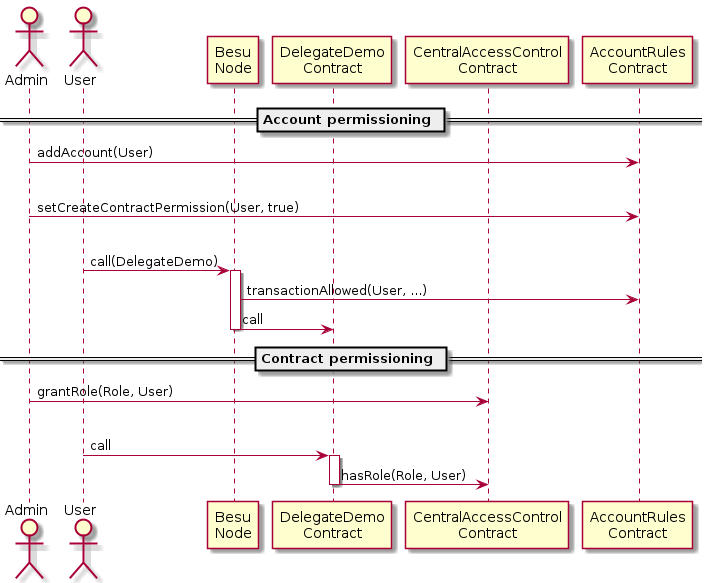 Admin
User
Besu
Node
DelegateDemo
Contract
CentralAccessControl
Contract
AccountRules
Contract
Account permissioning
addAccount(User)
setCreateContractPermission(User, true)
call(DelegateDemo)
transactionAllowed(User, ...)
call
Contract permissioning
grantRole(Role, User)
call
hasRole(Role, User)
Admin
User
Besu
Node
DelegateDemo
Contract
CentralAccessControl
Contract
AccountRules
Contract